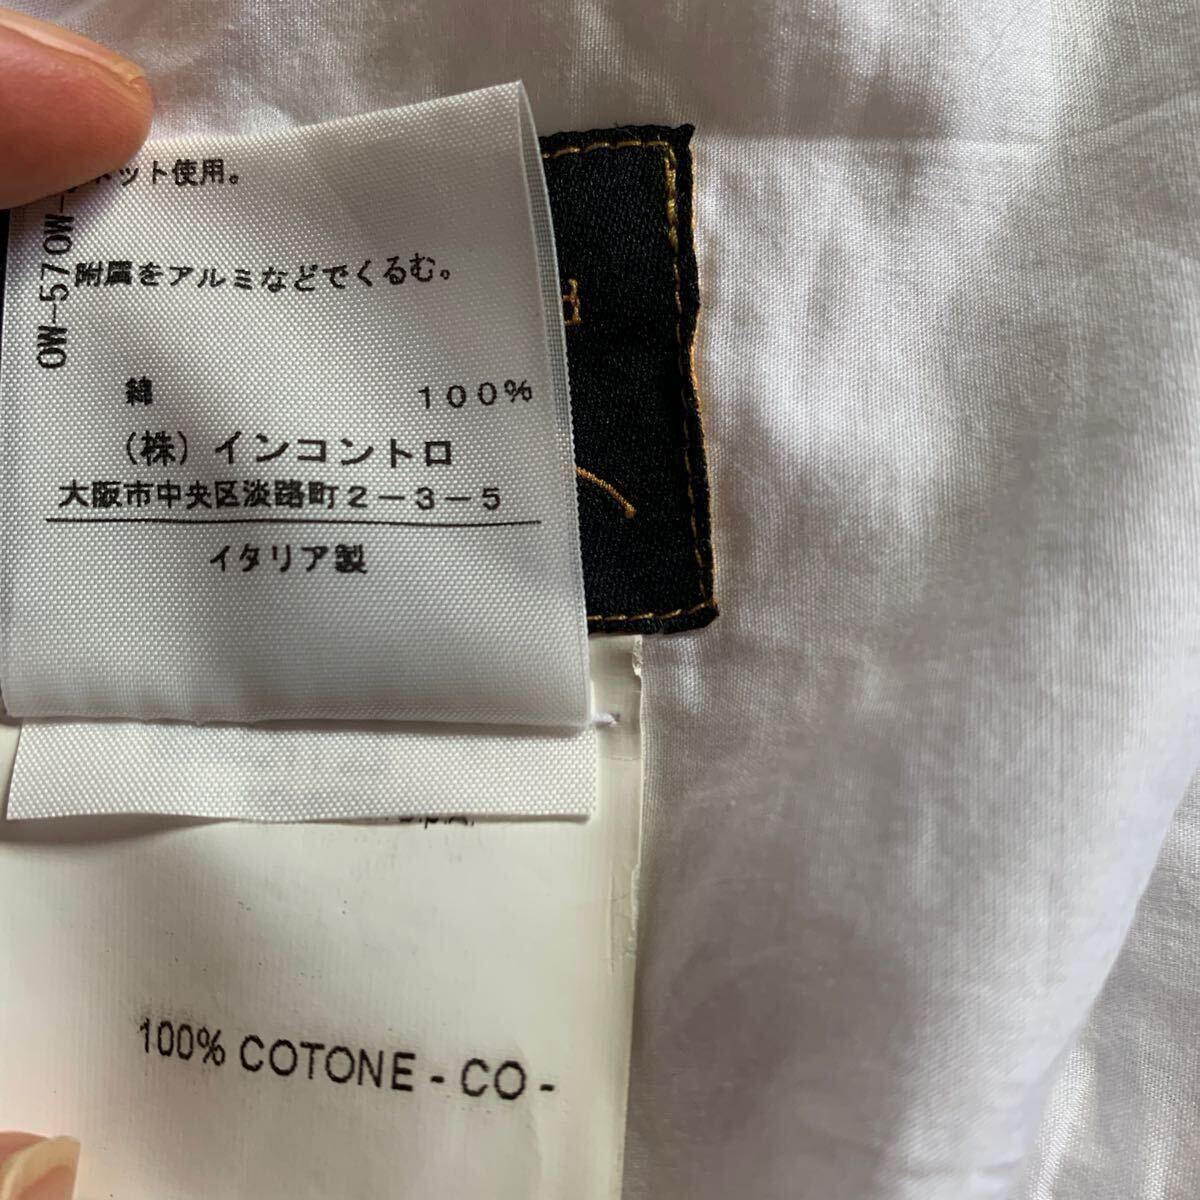 ネット使用。
附属をアルミなどでくるむ。
OW-570W-
綿 100%
(株)インコントロ
大阪市中央区淡路町2-3-5
イタリア製
S.p.A.
100% COTONE - CO -